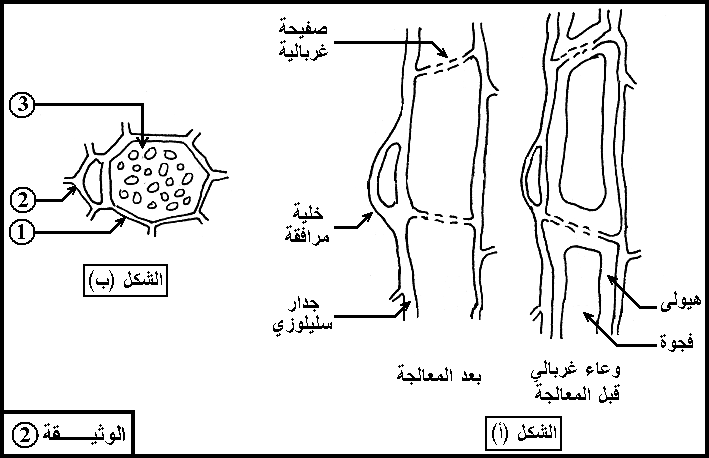 صفيحة
غربالية
خلية
مرافقة
جدار
سليلوزي
هيولى
فجوة
وعاء غربالي
قبل المعالجة
بعد المعالجة
الشكل (أ)
3
2
1
الشكل (ب)
الوثيـــقة 2